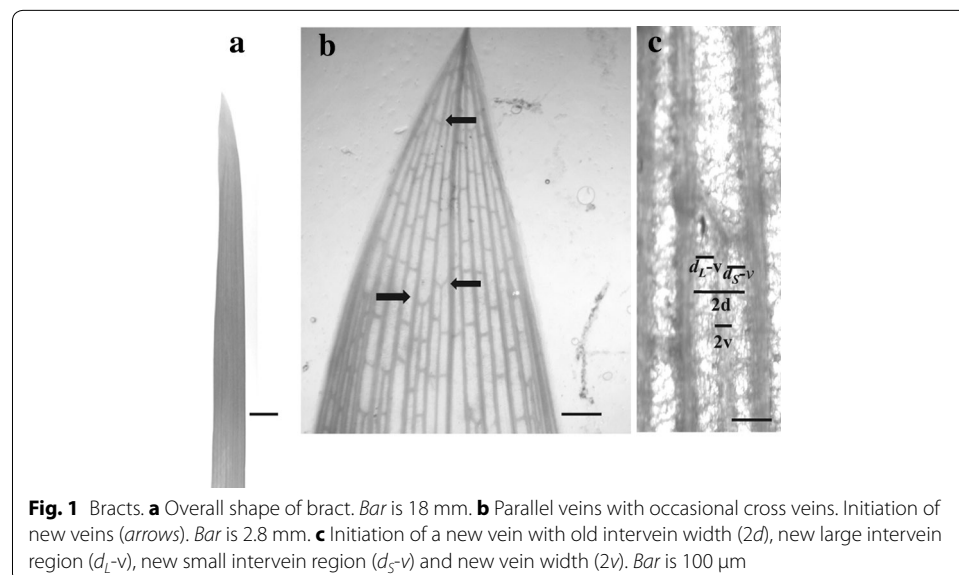 a
b
c
d_L-v d_S-v
2d
2v
Fig. 1 Bracts. a Overall shape of bract. Bar is 18 mm. b Parallel veins with occasional cross veins. Initiation of
new veins (arrows). Bar is 2.8 mm. c Initiation of a new vein with old intervein width (2d), new large intervein
region (d_L-v), new small intervein region (d_S-v) and new vein width (2v). Bar is 100 μm